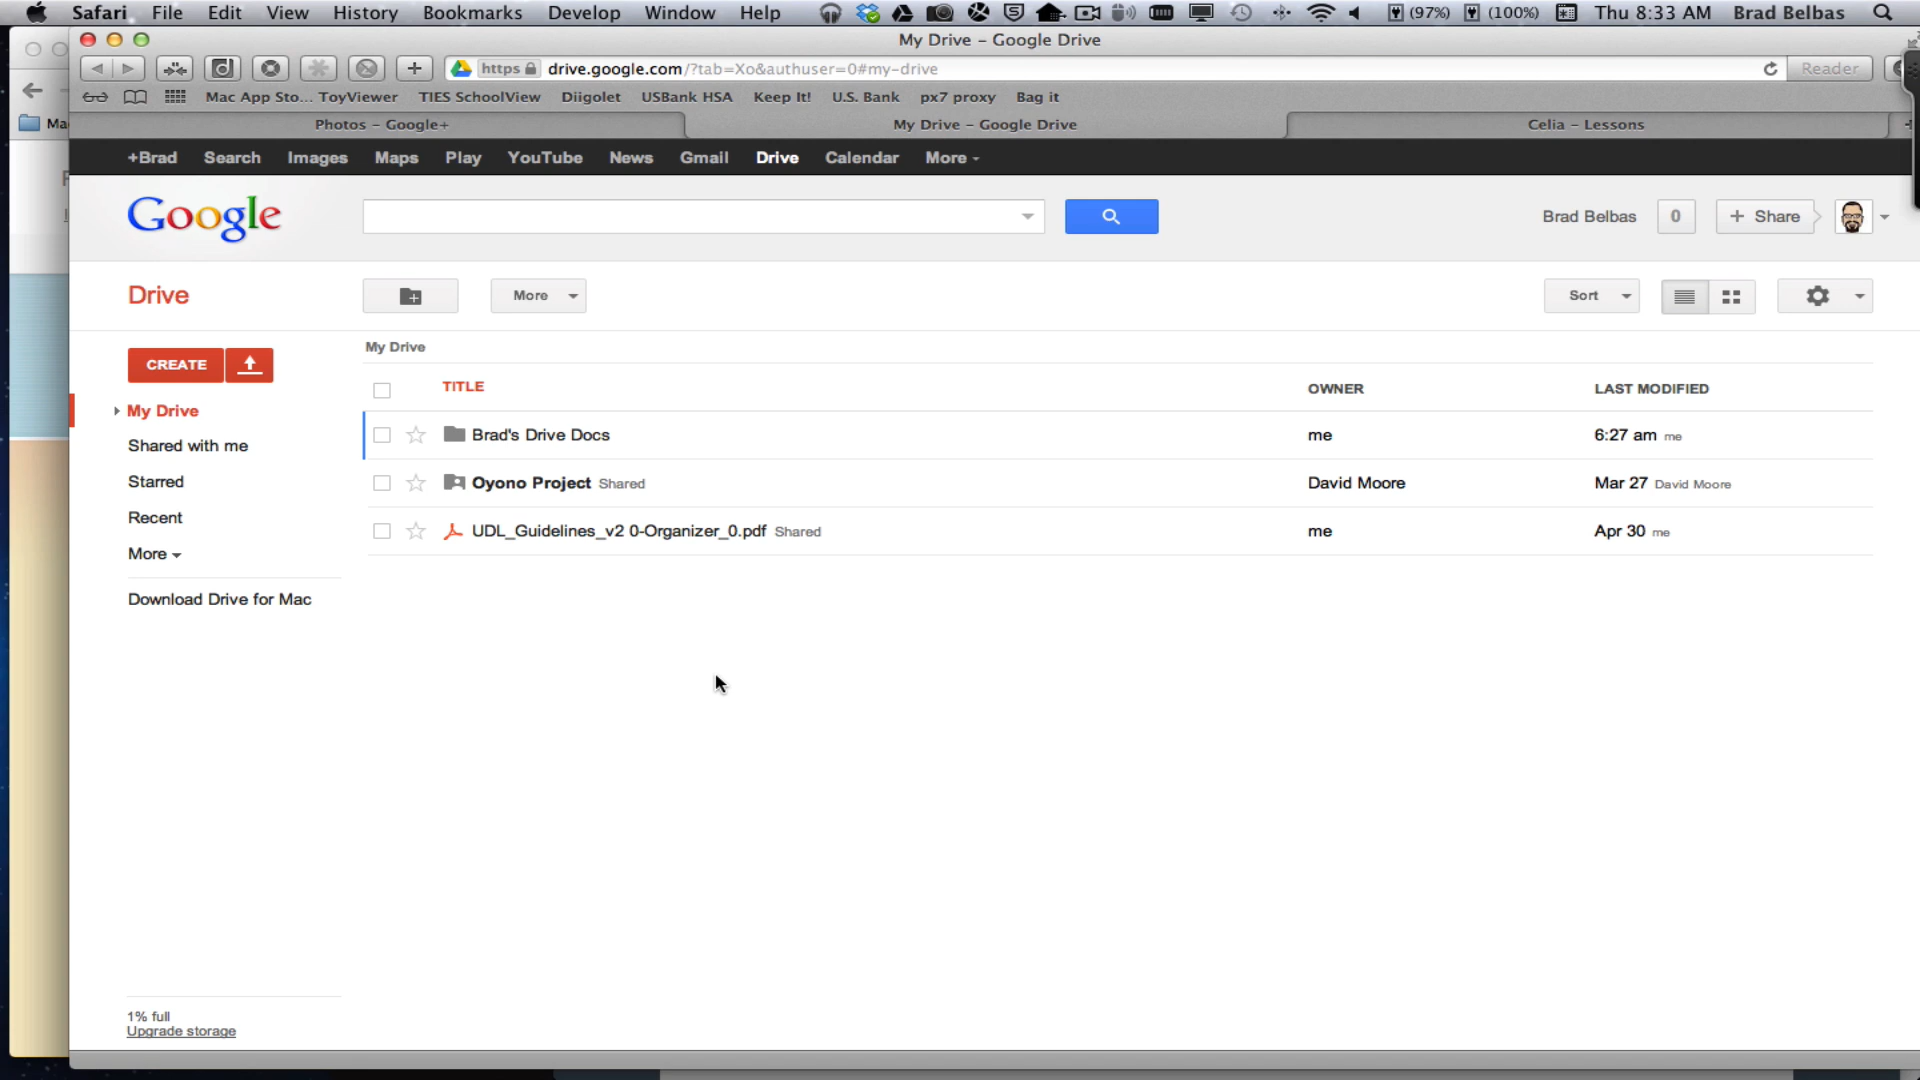 Safari File Edit View History Bookmarks Develop Window Help (97%) (100%) Thu 8:33 AM Brad Belbas
My Drive – Google Drive
https drive.google.com/?tab=Xo&authuser=0#my-drive Reader
Mac App Sto... ToyViewer TIES SchoolView Diigolet USBank HSA Keep It! U.S. Bank px7 proxy Bag it
Photos – Google+ My Drive – Google Drive Celia – Lessons
+Brad Search Images Maps Play YouTube News Gmail Drive Calendar More
Google Brad Belbas 0 + Share
Drive More Sort
My Drive
CREATE
TITLE OWNER LAST MODIFIED
My Drive
Brad's Drive Docs me 6:27 am me
Shared with me
Oyono Project Shared David Moore Mar 27 David Moore
Starred
Recent
UDL_Guidelines_v2 0-Organizer_0.pdf Shared me Apr 30 me
More
Download Drive for Mac
1% full
Upgrade storage